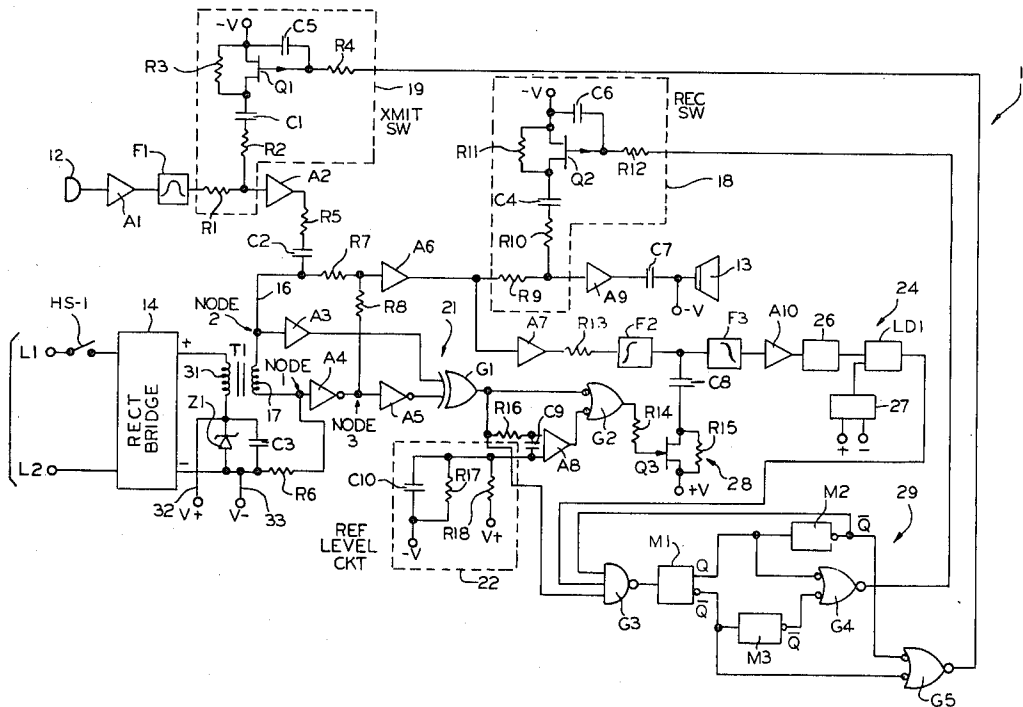 -V
C5
R3
R4
Q1
19
XMIT
SW
C1
R2
-V
C6
REC
SW
R11
R12
Q2
18
C4
R10
1
12
F1
A1
R1
A2
R5
C2
R7
A6
R9
A9
C7
13
-V
16
NODE
2
A3
R8
21
A7
R13
F2
F3
A10
26
24
LD1
HS-1
14
L1
L2
RECT
BRIDGE
+
-
T1
31
17
NODE
1
A4
NODE
3
A5
G1
C8
27
+ -
Z1
C3
R6
32
V+
V-
33
R16
C9
A8
G2
R14
Q3
R15
28
+V
C10
R17
R18
-V
V+
REF
LEVEL
CKT
22
M2
Q̅
29
M1
Q
Q̅
G3
G4
M3
Q̅
G5